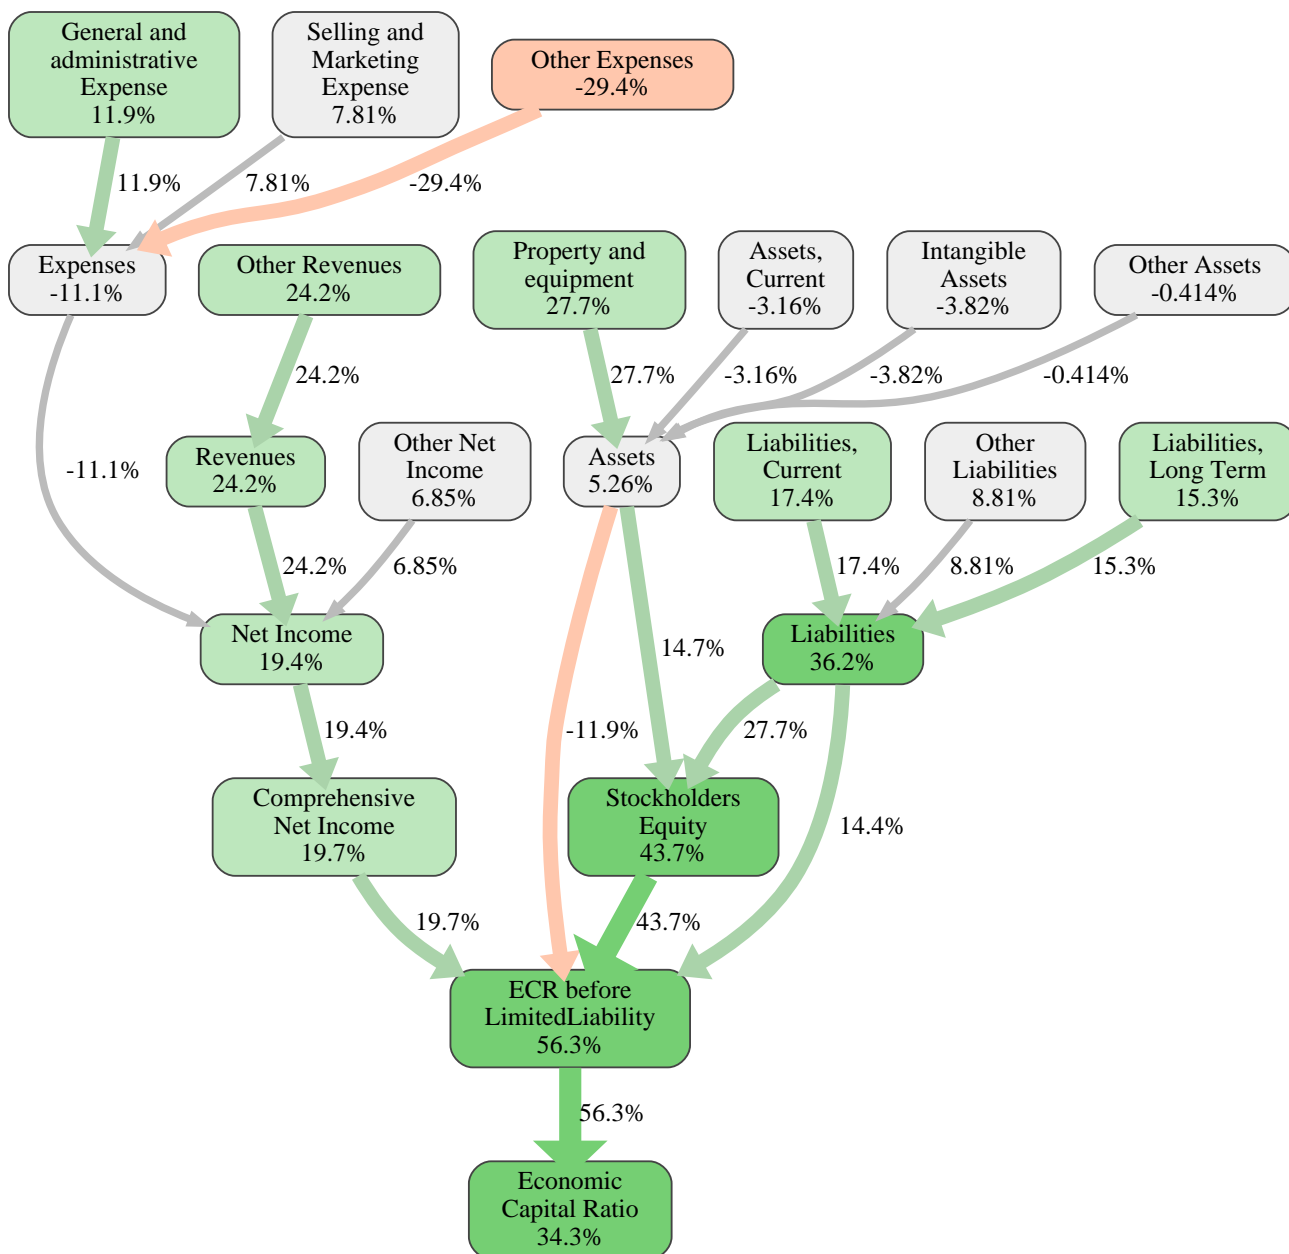 General and
administrative
Expense
11.9%
Selling and
Marketing
Expense
7.81%
Other Expenses
-29.4%
11.9%
7.81%
-29.4%
Expenses
-11.1%
Other Revenues
24.2%
Property and
equipment
27.7%
Assets,
Current
-3.16%
Intangible
Assets
-3.82%
Other Assets
-0.414%
24.2%
27.7%
-3.16%
-3.82%
-0.414%
-11.1%
Revenues
24.2%
Other Net
Income
6.85%
Assets
5.26%
Liabilities,
Current
17.4%
Other
Liabilities
8.81%
Liabilities,
Long Term
15.3%
24.2%
6.85%
17.4%
8.81%
15.3%
Net Income
19.4%
14.7%
Liabilities
36.2%
19.4%
-11.9%
27.7%
Comprehensive
Net Income
19.7%
Stockholders
Equity
43.7%
14.4%
19.7%
43.7%
ECR before
LimitedLiability
56.3%
56.3%
Economic
Capital Ratio
34.3%